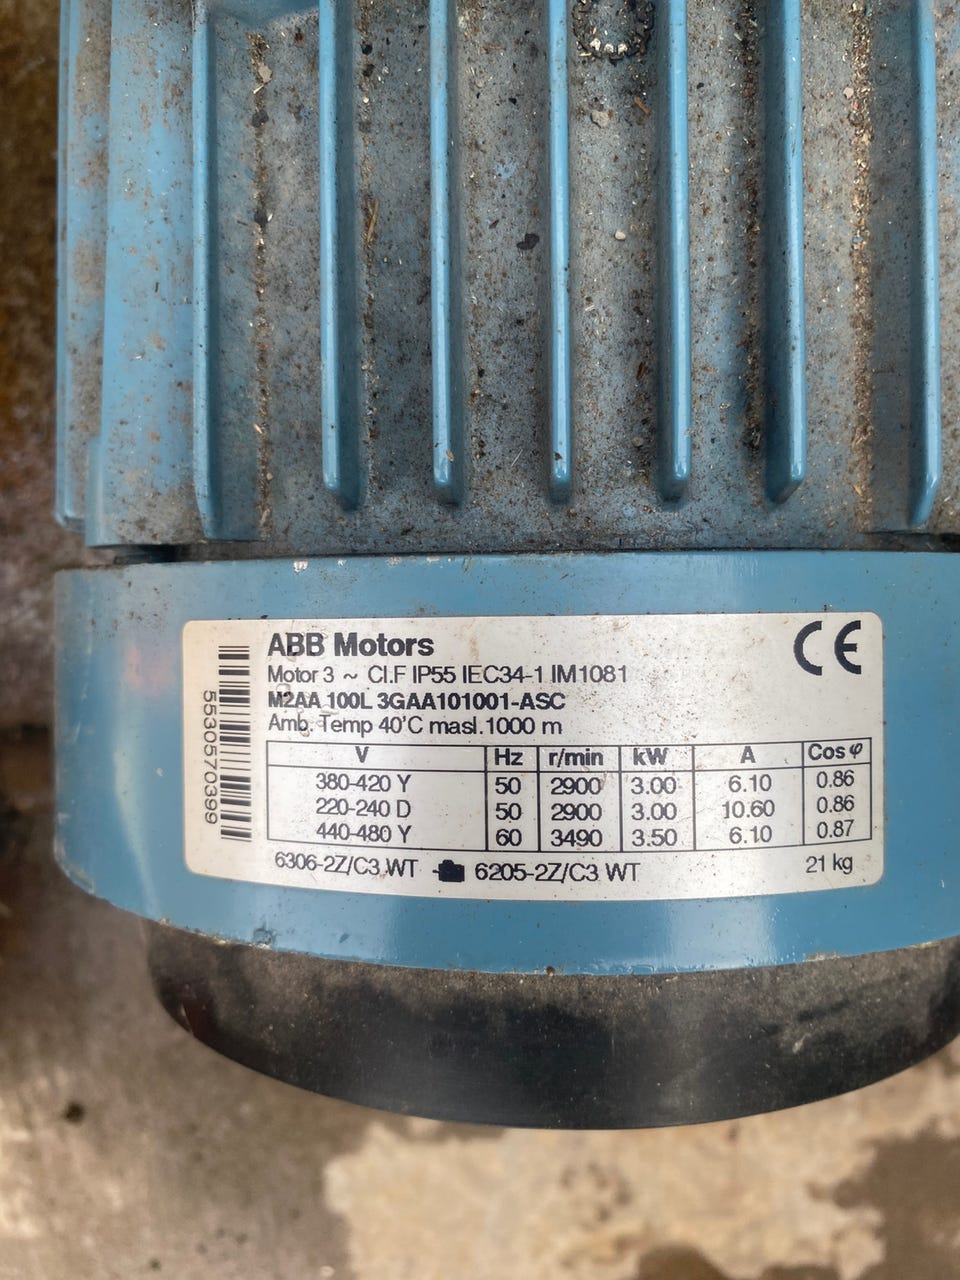 ABB Motors
CE
Motor 3 ~ Cl.F IP55 IEC34-1 IM1081
M2AA 100L 3GAA101001-ASC
Amb. Temp 40'C masl.1000 m
V Hz r/min kW A Cos φ
380-420 Y 50 2900 3.00 6.10 0.86
220-240 D 50 2900 3.00 10.60 0.86
440-480 Y 60 3490 3.50 6.10 0.87
6306-2Z/C3 WT 6205-2Z/C3 WT 21 kg
5530570399